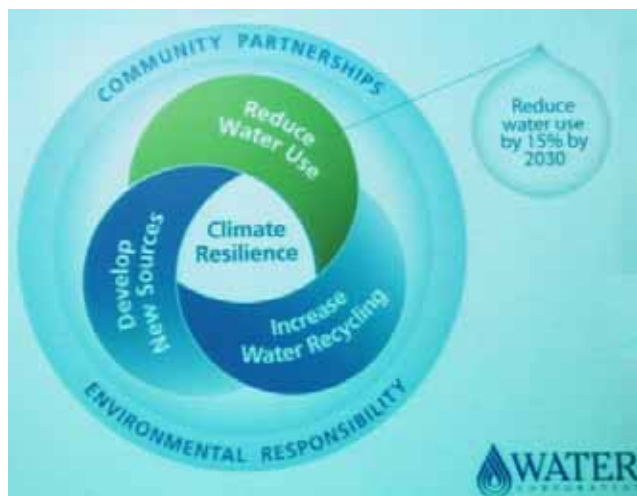 COMMUNITY PARTNERSHIPS
Reduce
Water Use
Reduce
water use
by 15% by
2030
Climate
Resilience
Develop
New Sources
Increase
Water Recycling
ENVIRONMENTAL RESPONSIBILITY
WATER
CORPORATION